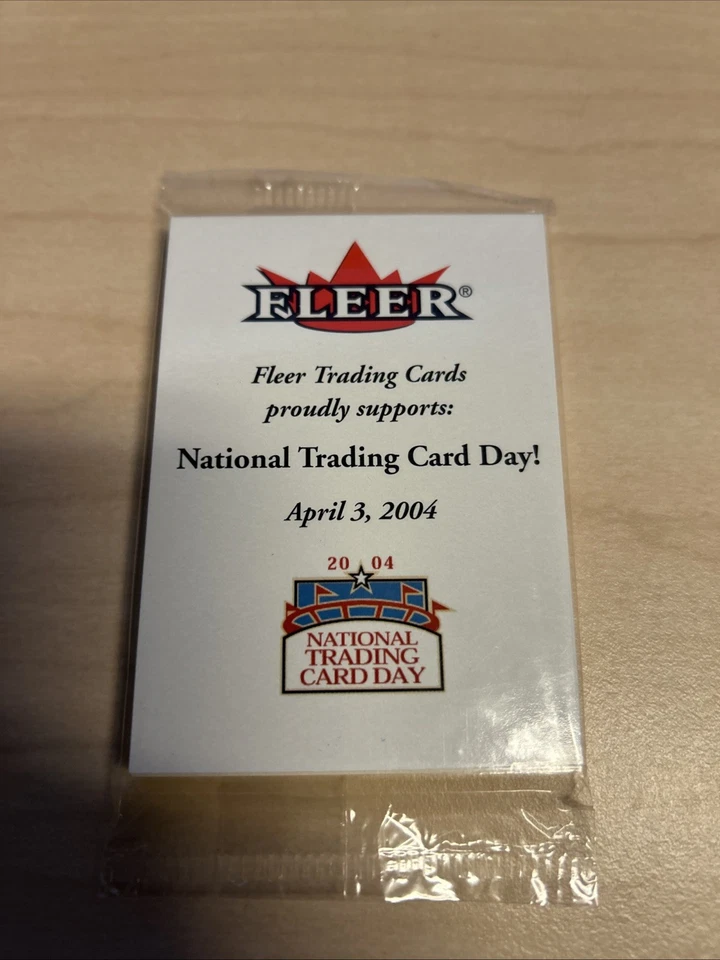 FLEER®
Fleer Trading Cards
proudly supports:
National Trading Card Day!
April 3, 2004
20 04
NATIONAL
TRADING
CARD DAY